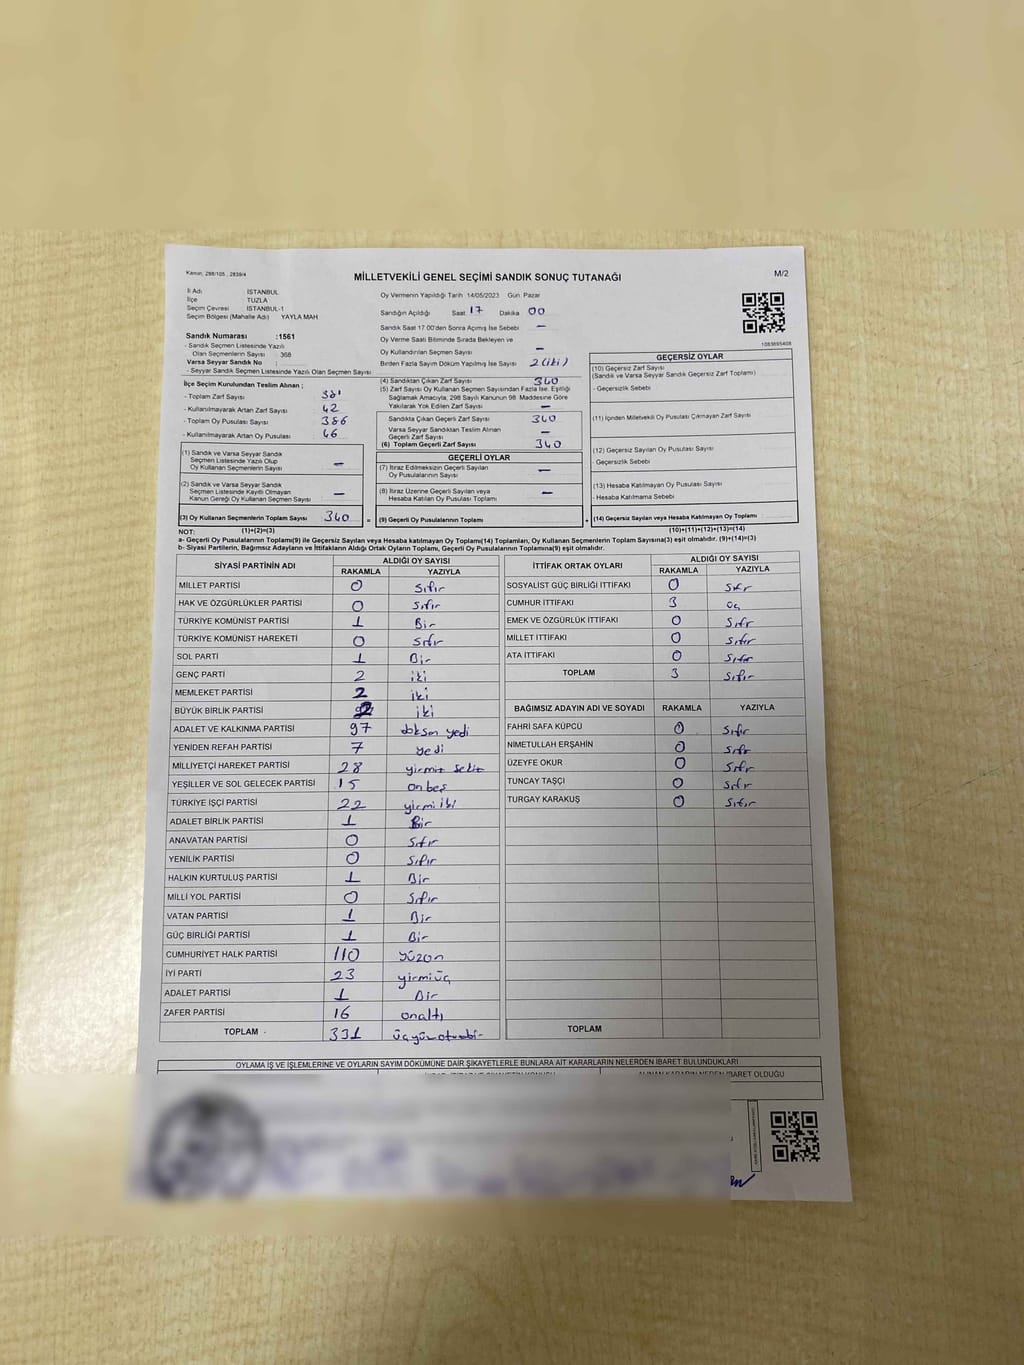 Kanun; 298/105 , 2839/4
MİLLETVEKİLİ GENEL SEÇİMİ SANDIK SONUÇ TUTANAĞI
M/2
İli Adı : İSTANBUL
İlçe : TUZLA
Seçim Çevresi : İSTANBUL-1
Seçim Bölgesi (Mahalle Adı) : YAYLA MAH
Sandık Numarası :1561
- Sandık Seçmen Listesinde Yazılı
Olan Seçmenlerin Sayısı : 368
Varsa Seyyar Sandık No :
- Seyyar Sandık Seçmen Listesinde Yazılı Olan Seçmen Sayısı :
İlçe Seçim Kurulundan Teslim Alınan ;
- Toplam Zarf Sayısı : 381
- Kullanılmayarak Artan Zarf Sayısı : 42
- Toplam Oy Pusulası Sayısı : 386
- Kullanılmayarak Artan Oy Pusulası : 46
(1) Sandık ve Varsa Seyyar Sandık
Seçmen Listesinde Yazılı Olup
Oy Kullanan Seçmenlerin Sayısı : —
(2) Sandık ve Varsa Seyyar Sandık
Seçmen Listesinde Kayıtlı Olmayan
Kanun Gereği Oy Kullanan Seçmen Sayısı : —
(3) Oy Kullanan Seçmenlerin Toplam Sayısı : 340 =
Oy Vermenin Yapıldığı Tarih :14/05/2023 Gün: Pazar
Sandığın Açıldığı Saat : 17 Dakika 00
Sandık Saat 17.00'den Sonra Açılmış İse Sebebi : —
Oy Verme Saati Bitiminde Sırada Bekleyen ve
Oy Kullandırılan Seçmen Sayısı : —
Birden Fazla Sayım Döküm Yapılmış İse Sayısı : 2 (iki)
(4) Sandıktan Çıkan Zarf Sayısı : 340
(5) Zarf Sayısı Oy Kullanan Seçmen Sayısından Fazla İse, Eşitliği
Sağlamak Amacıyla, 298 Sayılı Kanunun 98. Maddesine Göre
Yakılarak Yok Edilen Zarf Sayısı : —
Sandıkta Çıkan Geçerli Zarf Sayısı : 340
Varsa Seyyar Sandıktan Teslim Alınan
Geçerli Zarf Sayısı : —
(6) Toplam Geçerli Zarf Sayısı : 340
GEÇERLİ OYLAR
(7) İtiraz Edilmeksizin Geçerli Sayılan
Oy Pusulalarının Sayısı : —
(8) İtiraz Üzerine Geçerli Sayılan veya
Hesaba Katılan Oy Pusulası Toplamı : —
(9) Geçerli Oy Pusulalarının Toplamı : +
1083695408
GEÇERSİZ OYLAR
(10) Geçersiz Zarf Sayısı :
(Sandık ve Varsa Seyyar Sandık Geçersiz Zarf Toplamı)
- Geçersizlik Sebebi :
(11) İçinden Milletvekili Oy Pusulası Çıkmayan Zarf Sayısı :
(12) Geçersiz Sayılan Oy Pusulası Sayısı :
-Geçersizlik Sebebi :
(13) Hesaba Katılmayan Oy Pusulası Sayısı :
- Hesaba Katılmama Sebebi :
(14) Geçersiz Sayılan veya Hesaba Katılmayan Oy Toplamı :
NOT: (1)+(2)=(3) (10)+(11)+(12)+(13)=(14)
a- Geçerli Oy Pusulalarının Toplamı(9) ile Geçersiz Sayılan veya Hesaba katılmayan Oy Toplamı(14) Toplamları, Oy Kullanan Seçmenlerin Toplam Sayısına(3) eşit olmalıdır. (9)+(14)=(3)
b- Siyasi Partilerin, Bağımsız Adayların ve İttifakların Aldığı Ortak Oyların Toplamı, Geçerli Oy Pusulalarının Toplamına(9) eşit olmalıdır.
SİYASİ PARTİNİN ADI ALDIĞI OY SAYISI
RAKAMLA YAZIYLA
MİLLET PARTİSİ 0 sıfır
HAK VE ÖZGÜRLÜKLER PARTİSİ 0 sıfır
TÜRKİYE KOMÜNİST PARTİSİ 1 Bir
TÜRKİYE KOMÜNİST HAREKETİ 0 sıfır
SOL PARTİ 1 Bir
GENÇ PARTİ 2 iki
MEMLEKET PARTİSİ 2 iki
BÜYÜK BİRLİK PARTİSİ 2 iki
ADALET VE KALKINMA PARTİSİ 97 doksan yedi
YENİDEN REFAH PARTİSİ 7 yedi
MİLLİYETÇİ HAREKET PARTİSİ 28 yirmi sekiz
YEŞİLLER VE SOL GELECEK PARTİSİ 15 on beş
TÜRKİYE İŞÇİ PARTİSİ 22 yirmi iki
ADALET BİRLİK PARTİSİ 1 Bir
ANAVATAN PARTİSİ 0 sıfır
YENİLİK PARTİSİ 0 sıfır
HALKIN KURTULUŞ PARTİSİ 1 Bir
MİLLİ YOL PARTİSİ 0 sıfır
VATAN PARTİSİ 1 Bir
GÜÇ BİRLİĞİ PARTİSİ 1 Bir
CUMHURİYET HALK PARTİSİ 110 yüzon
İYİ PARTİ 23 yirmiüç
ADALET PARTİSİ 1 Bir
ZAFER PARTİSİ 16 onaltı
TOPLAM 331 üçyüzotuzbir
İTTİFAK ORTAK OYLARI ALDIĞI OY SAYISI
RAKAMLA YAZIYLA
SOSYALİST GÜÇ BİRLİĞİ İTTİFAKI 0 sıfır
CUMHUR İTTİFAKI 3 üç
EMEK VE ÖZGÜRLÜK İTTİFAKI 0 sıfır
MİLLET İTTİFAKI 0 sıfır
ATA İTTİFAKI 0 sıfır
TOPLAM 3 sıfır
BAĞIMSIZ ADAYIN ADI VE SOYADI RAKAMLA YAZIYLA
FAHRİ SAFA KÜPCÜ 0 sıfır
NİMETULLAH ERŞAHİN 0 sıfır
ÜZEYFE OKUR 0 sıfır
TUNCAY TAŞÇI 0 sıfır
TURGAY KARAKUŞ 0 sıfır
TOPLAM
OYLAMA İŞ VE İŞLEMLERİNE VE OYLARIN SAYIM DÖKÜMÜNE DAİR ŞİKAYETLERLE BUNLARA AİT KARARLARIN NELERDEN İBARET BULUNDUKLARI
ALINAN KARARIN NEDEN İBARET OLDUĞU